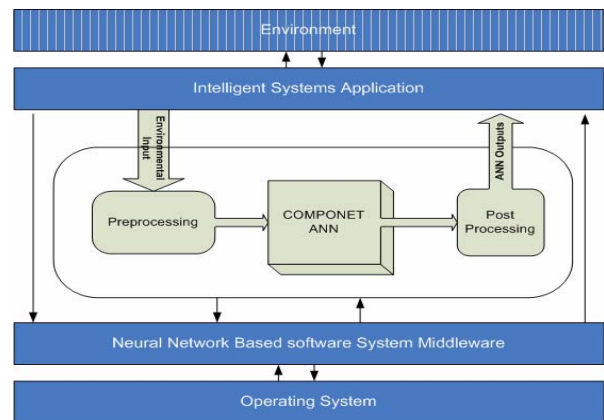 Environment
Intelligent Systems Application
Environmental
Input
ANN Outputs
Preprocessing
COMPONET
ANN
Post
Processing
Neural Network Based software System Middleware
Operating System